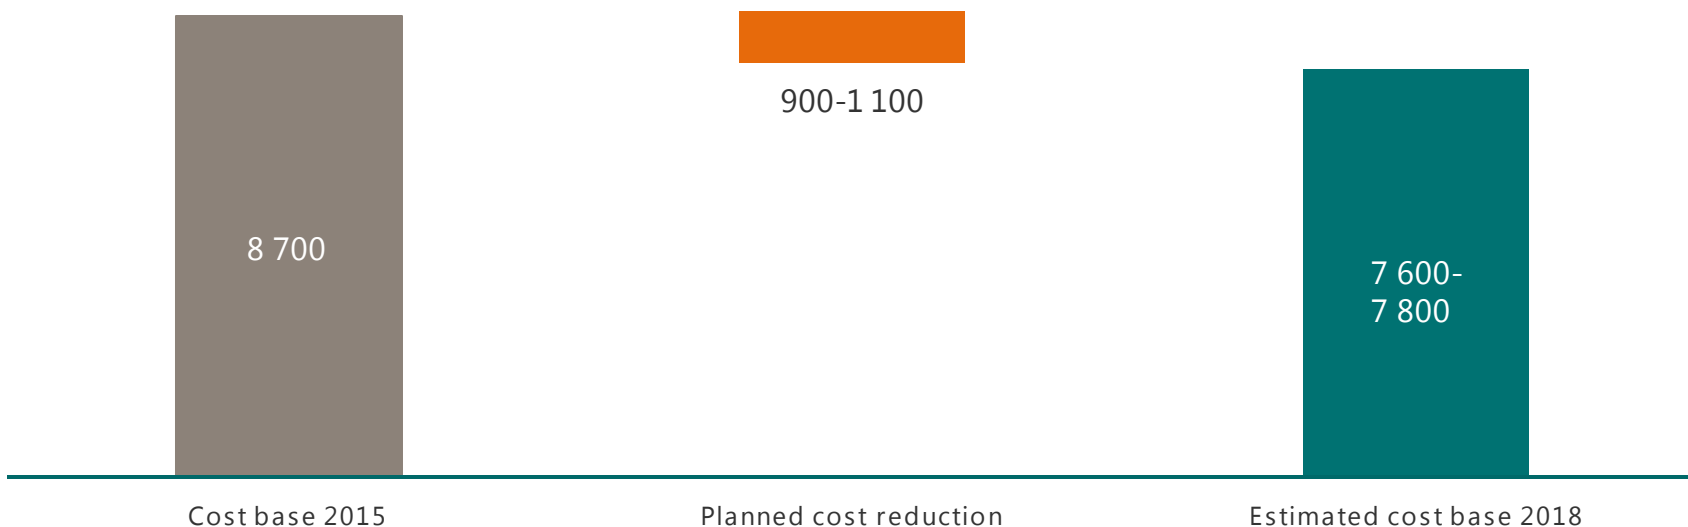 900-1 100
8 700
7 600-
7 800
Cost base 2015
Planned cost reduction
Estimated cost base 2018